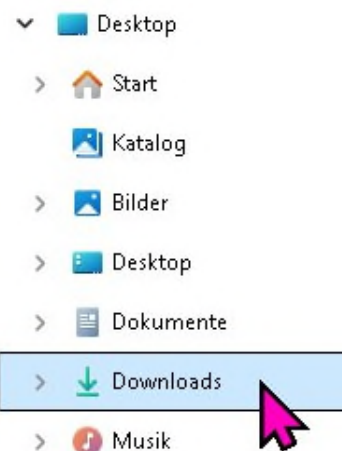 Desktop
Start
Katalog
Bilder
Desktop
Dokumente
Downloads
Musik